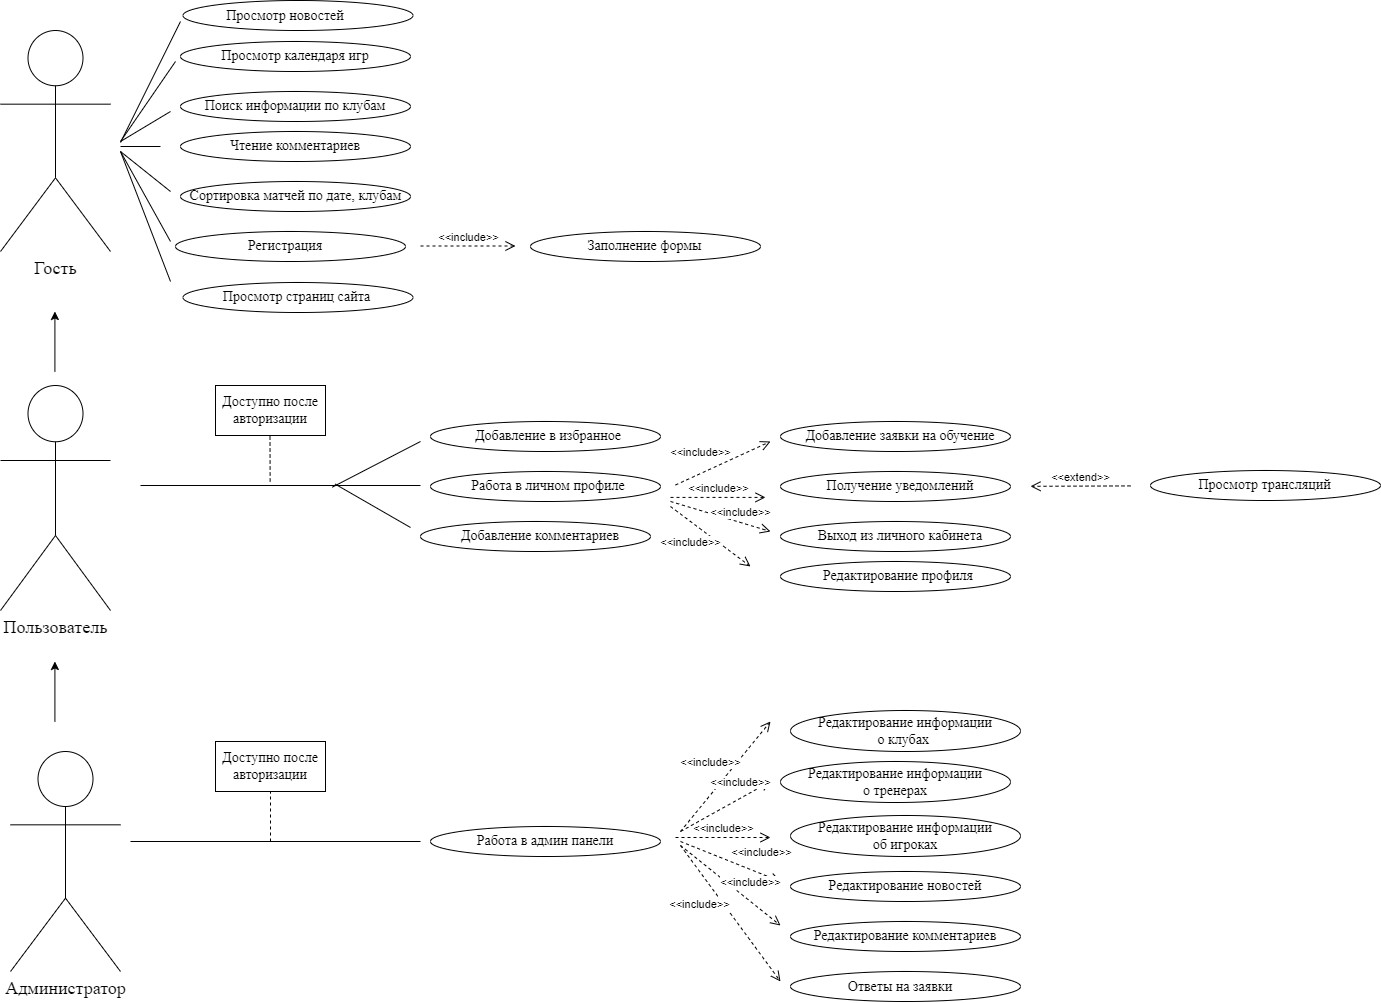 Просмотр новостей
Просмотр календаря игр
Поиск информации по клубам
Чтение комментариев
Сортировка матчей по дате, клубам
Регистрация
<<include>>
Заполнение формы
Просмотр страниц сайта
Гость
Доступно после
авторизации
Добавление в избранное
Работа в личном профиле
Добавление комментариев
<<include>>
<<include>>
<<include>>
<<include>>
Добавление заявки на обучение
Получение уведомлений
<<extend>>
Просмотр трансляций
Выход из личного кабинета
Редактирование профиля
Пользователь
Доступно после
авторизации
Работа в админ панели
<<include>>
<<include>>
<<include>>
<<include>>
<<include>>
<<include>>
Редактирование информации
о клубах
Редактирование информации
о тренерах
Редактирование информации
об игроках
Редактирование новостей
Редактирование комментариев
Ответы на заявки
Администратор